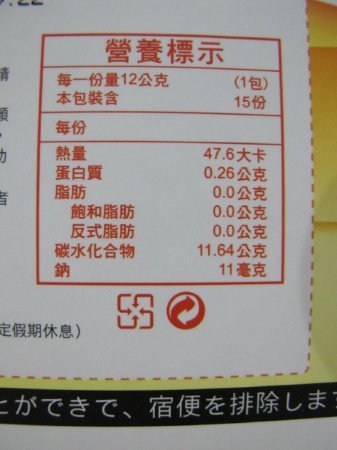 營養標示
每一份量12公克 (1包)
本包裝含 15份
每份
熱量 47.6大卡
蛋白質 0.26公克
脂肪 0.0公克
飽和脂肪 0.0公克
反式脂肪 0.0公克
碳水化合物 11.64公克
鈉 11毫克
定假期休息)
とができで、宿便を排除しま